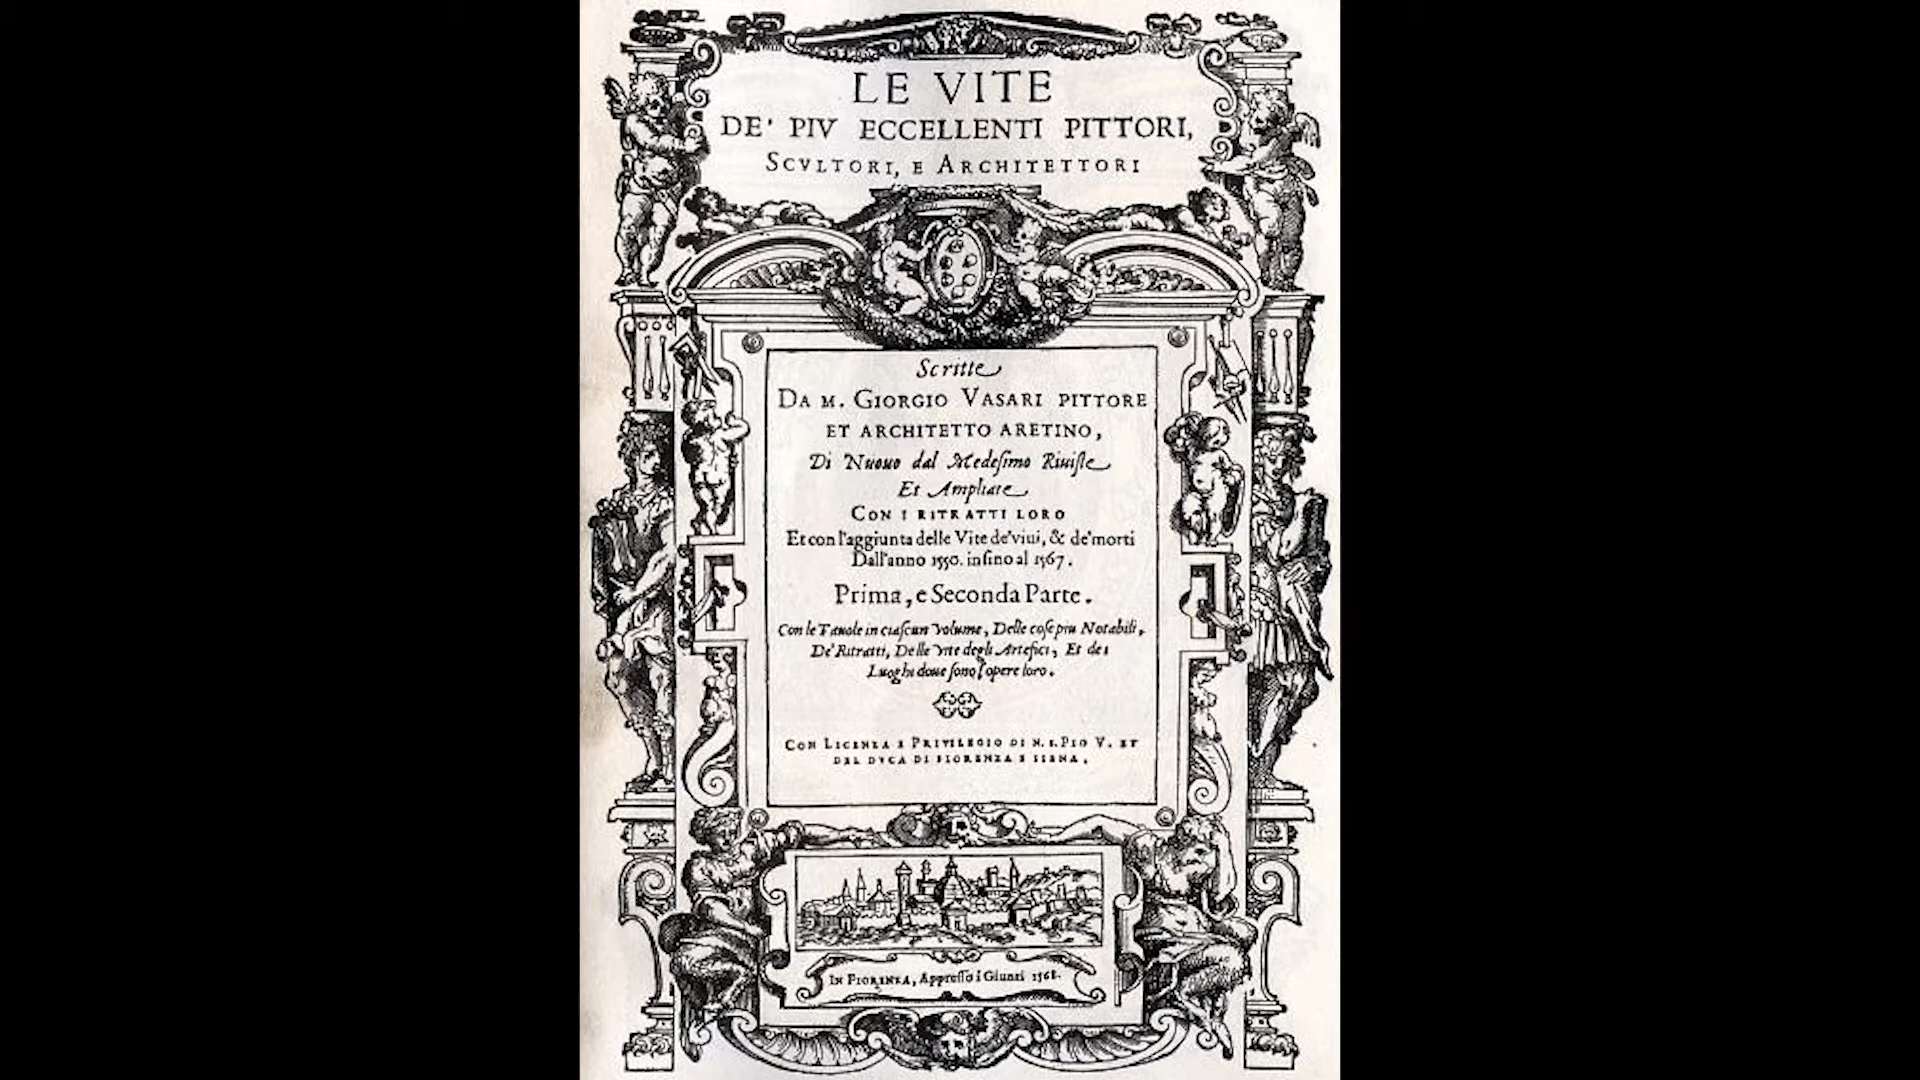 LE VITE
DE' PIV ECCELLENTI PITTORI,
SCVLTORI, E ARCHITETTORI
Scritte
DA M. GIORGIO VASARI PITTORE
ET ARCHITETTO ARETINO,
Di Nuouo dal Medesimo Riuiste
Et Ampliate
CON I RITRATTI LORO
Et con l'aggiunta delle Vite de' viui, & de' morti
Dall'anno 1550. insino al 1567.
Prima, e Seconda Parte.
Con le Tauole in ciascun volume, Delle cose piu Notabili,
De' Ritratti, Delle vite degli Artefici, Et dei
Luoghi doue sono l'opere loro.
CON LICENZA E PRIVILEGIO DI N. S. PIO V. ET
DEL DVCA DI FIORENZA E SIENA.
IN FIORENZA, Appresso i Giunti 1568.